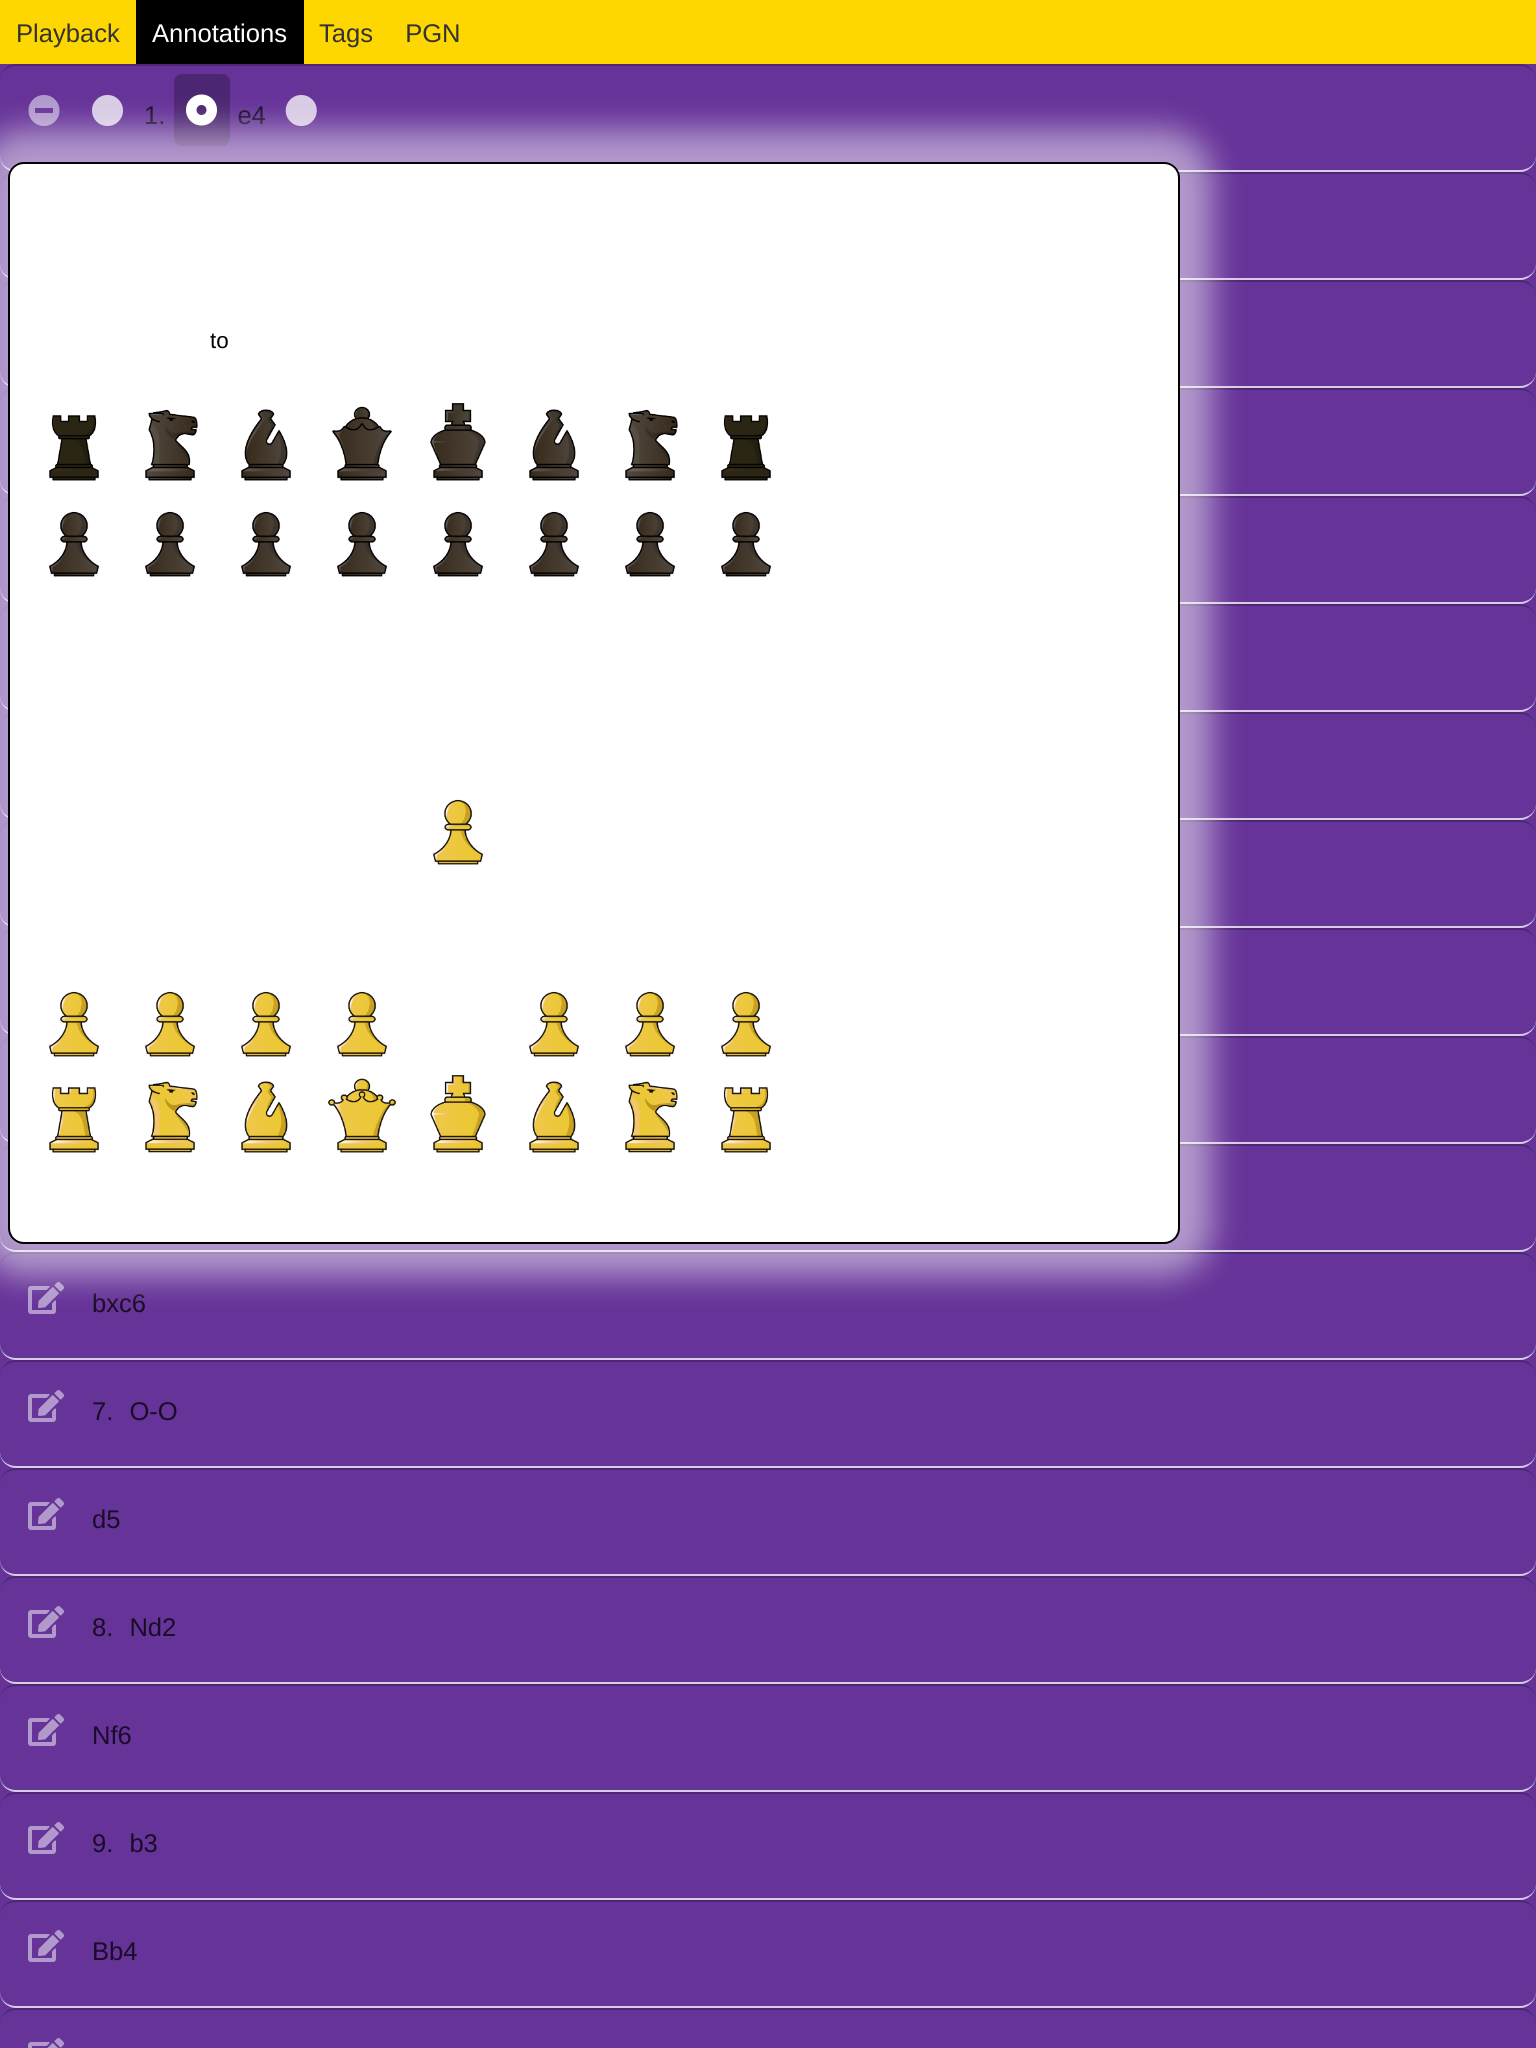 Playback Annotations Tags PGN
1. e4
to
bxc6
7. O-O
d5
8. Nd2
Nf6
9. b3
Bb4